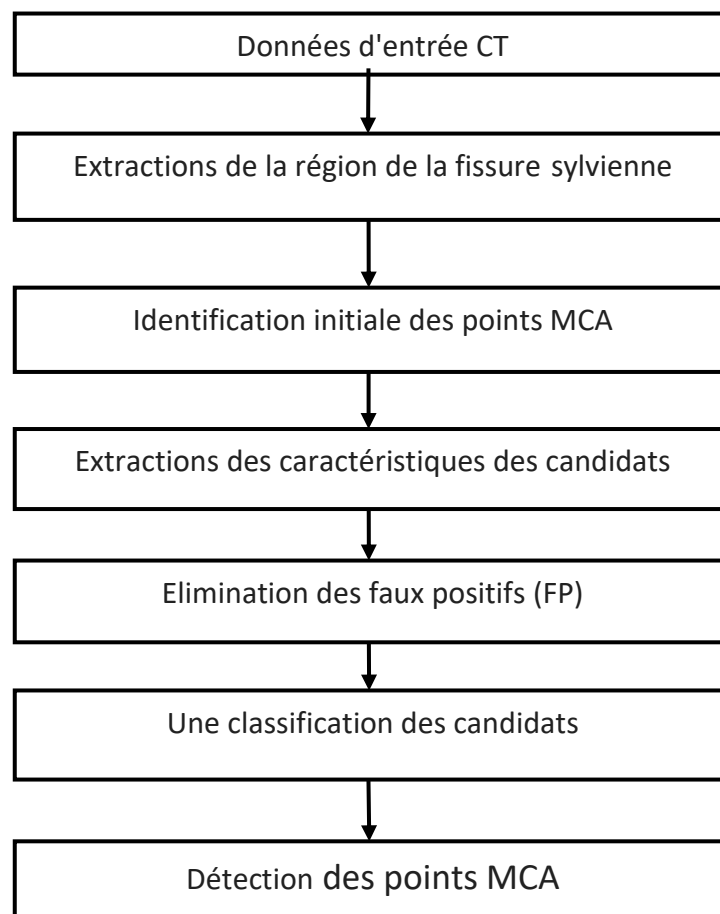 Données d'entrée CT
Extractions de la région de la fissure sylvienne
Identification initiale des points MCA
Extractions des caractéristiques des candidats
Elimination des faux positifs (FP)
Une classification des candidats
Détection des points MCA